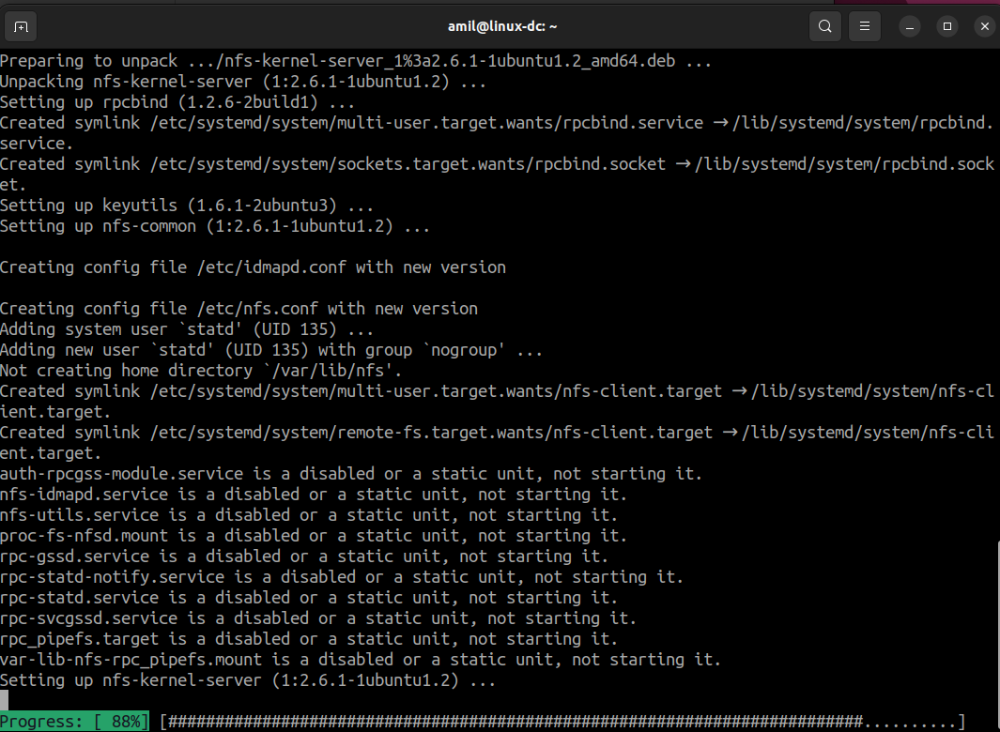 amil@linux-dc: ~
Preparing to unpack .../nfs-kernel-server_1%3a2.6.1-1ubuntu1.2_amd64.deb ...
Unpacking nfs-kernel-server (1:2.6.1-1ubuntu1.2) ...
Setting up rpcbind (1.2.6-2build1) ...
Created symlink /etc/systemd/system/multi-user.target.wants/rpcbind.service → /lib/systemd/system/rpcbind.
service.
Created symlink /etc/systemd/system/sockets.target.wants/rpcbind.socket → /lib/systemd/system/rpcbind.sock
et.
Setting up keyutils (1.6.1-2ubuntu3) ...
Setting up nfs-common (1:2.6.1-1ubuntu1.2) ...
Creating config file /etc/idmapd.conf with new version
Creating config file /etc/nfs.conf with new version
Adding system user `statd' (UID 135) ...
Adding new user `statd' (UID 135) with group `nogroup' ...
Not creating home directory `/var/lib/nfs'.
Created symlink /etc/systemd/system/multi-user.target.wants/nfs-client.target → /lib/systemd/system/nfs-cl
ient.target.
Created symlink /etc/systemd/system/remote-fs.target.wants/nfs-client.target → /lib/systemd/system/nfs-cli
ent.target.
auth-rpcgss-module.service is a disabled or a static unit, not starting it.
nfs-idmapd.service is a disabled or a static unit, not starting it.
nfs-utils.service is a disabled or a static unit, not starting it.
proc-fs-nfsd.mount is a disabled or a static unit, not starting it.
rpc-gssd.service is a disabled or a static unit, not starting it.
rpc-statd-notify.service is a disabled or a static unit, not starting it.
rpc-statd.service is a disabled or a static unit, not starting it.
rpc-svcgssd.service is a disabled or a static unit, not starting it.
rpc_pipefs.target is a disabled or a static unit, not starting it.
var-lib-nfs-rpc_pipefs.mount is a disabled or a static unit, not starting it.
Setting up nfs-kernel-server (1:2.6.1-1ubuntu1.2) ...
Progress: [ 88%] [##########################################################################..........]